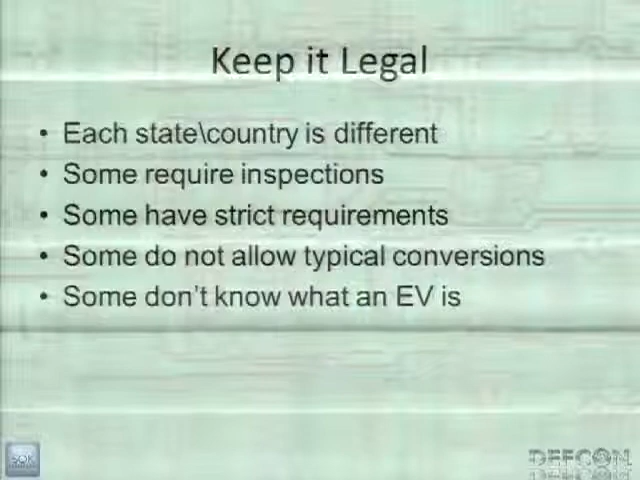 Keep it Legal
• Each state\country is different
• Some require inspections
• Some have strict requirements
• Some do not allow typical conversions
• Some don't know what an EV is
SOK
DEFCON